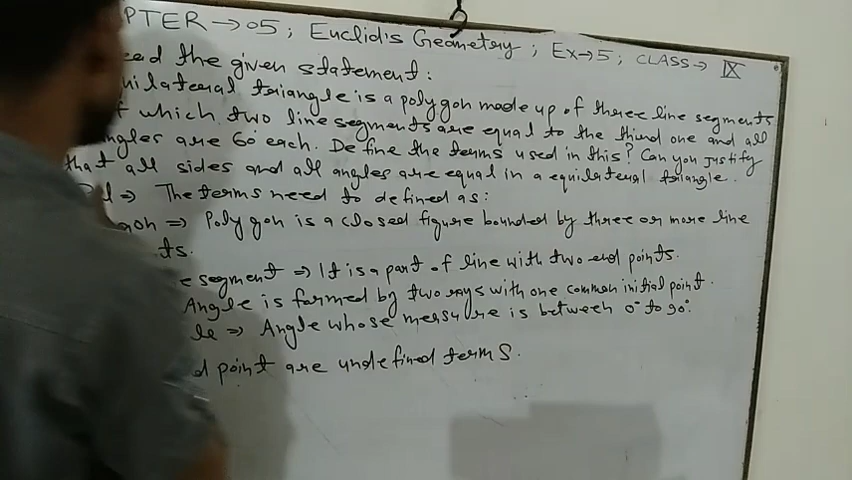 PTER → 05 ; Euclid's Geometry ; Ex → 5 ; CLASS → IX
ead the given statement :
uilateral triangle is a polygon made up of three line segments
f which two line segments are equal to the third one and all
ngles are 60° each. Define the terms used in this? Can you justify
that all sides and all angles are equal in a equilateral triangle.
l ⇒ The terms need to defined as:
gon ⇒ Polygon is a closed figure bounded by three or more line
ts.
e segment ⇒ It is a part of line with two end points.
Angle is formed by two rays with one common initial point.
le ⇒ Angle whose measure is between 0° to 90°.
d point are undefined terms.